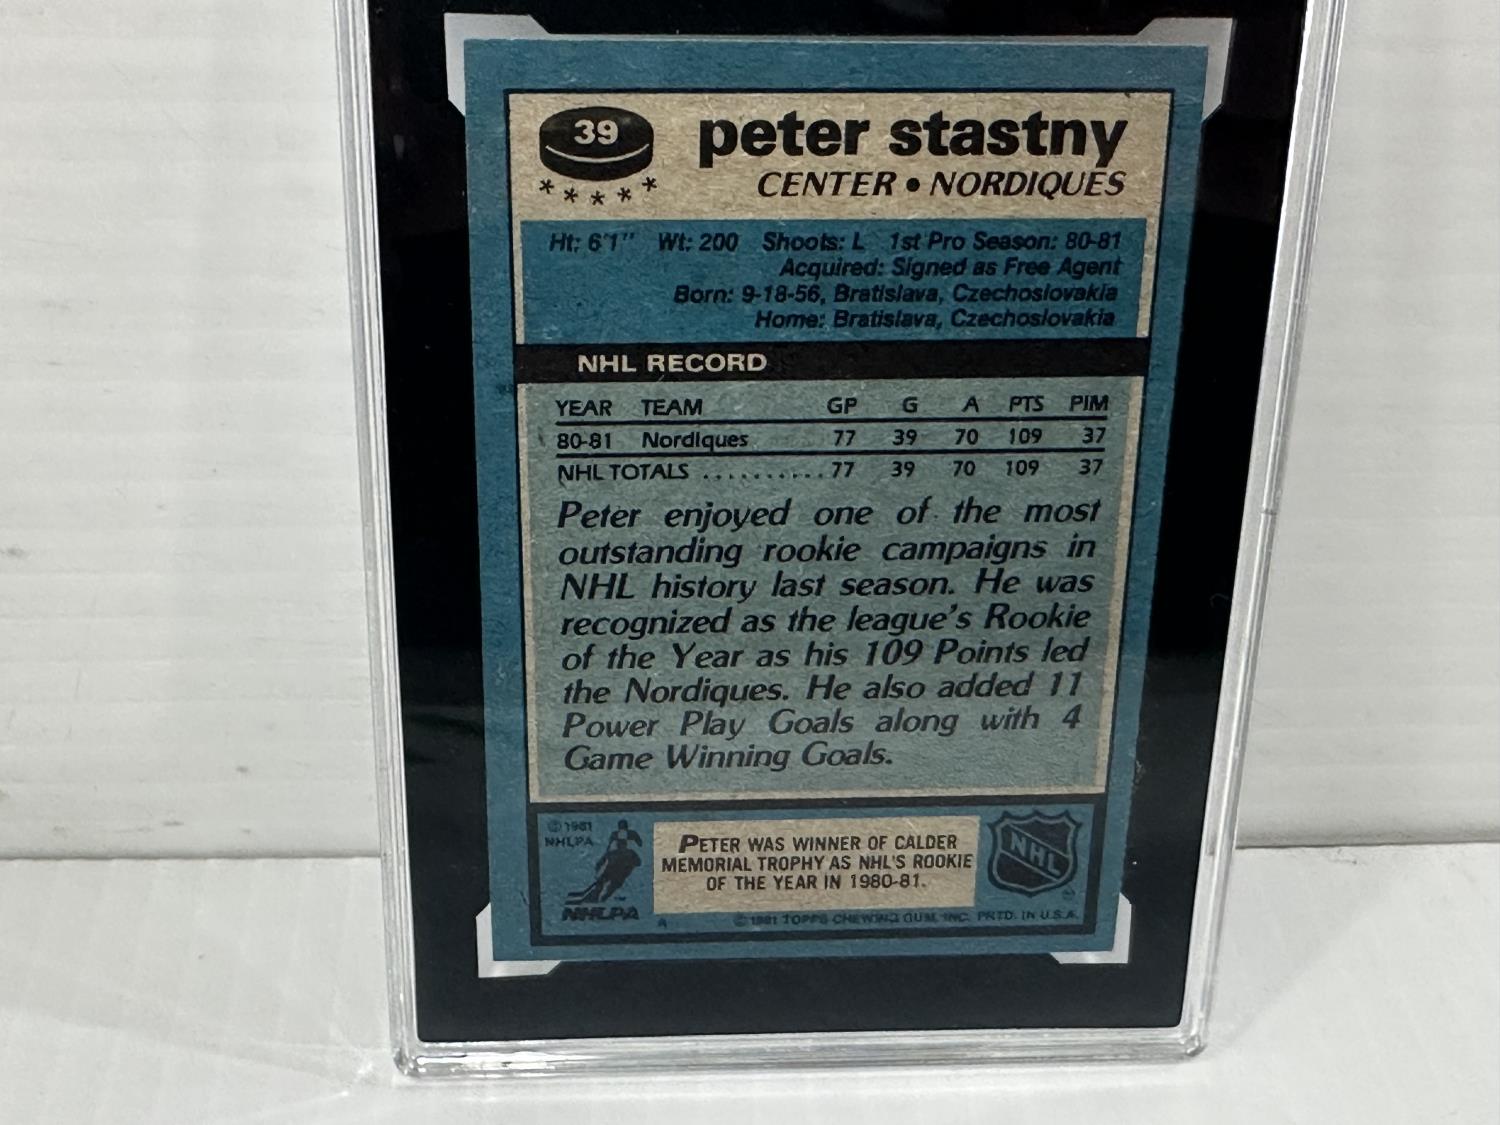 39
peter stastny
* * * * *
CENTER • NORDIQUES
Ht: 6'1" Wt: 200 Shoots: L 1st Pro Season: 80-81
Acquired: Signed as Free Agent
Born: 9-18-56, Bratislava, Czechoslovakia
Home: Bratislava, Czechoslovakia
NHL RECORD
YEAR TEAM GP G A PTS PIM
80-81 Nordiques 77 39 70 109 37
NHL TOTALS .......... 77 39 70 109 37
Peter enjoyed one of the most
outstanding rookie campaigns in
NHL history last season. He was
recognized as the league's Rookie
of the Year as his 109 Points led
the Nordiques. He also added 11
Power Play Goals along with 4
Game Winning Goals.
© 1981
NHLPA
NHLPA
PETER WAS WINNER OF CALDER
MEMORIAL TROPHY AS NHL'S ROOKIE
OF THE YEAR IN 1980-81.
NHL
A © 1981 TOPPS CHEWING GUM, INC. PRTD. IN U.S.A.